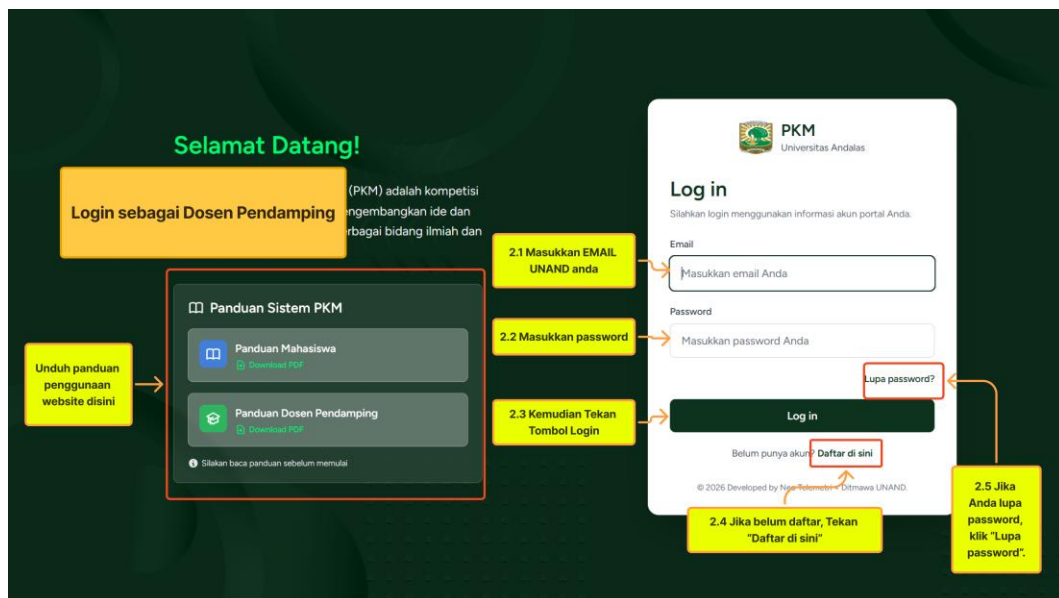 Selamat Datang!
Login sebagai Dosen Pendamping
(PKM) adalah kompetisi
engembangkan ide dan
rbagai bidang ilmiah dan
Panduan Sistem PKM
Panduan Mahasiswa
Download PDF
Panduan Dosen Pendamping
Download PDF
Silakan baca panduan sebelum memulai
Unduh panduan
penggunaan
website disini
PKM
Universitas Andalas
Log in
Silahkan login menggunakan informasi akun portal Anda.
Email
Masukkan email Anda
Password
Masukkan password Anda
Lupa password?
Log in
Belum punya akun? Daftar di sini
© 2026 Developed by Neo Telemetri - Ditmawa UNAND.
2.1 Masukkan EMAIL
UNAND anda
2.2 Masukkan password
2.3 Kemudian Tekan
Tombol Login
2.4 Jika belum daftar, Tekan
"Daftar di sini"
2.5 Jika
Anda lupa
password,
klik "Lupa
password".